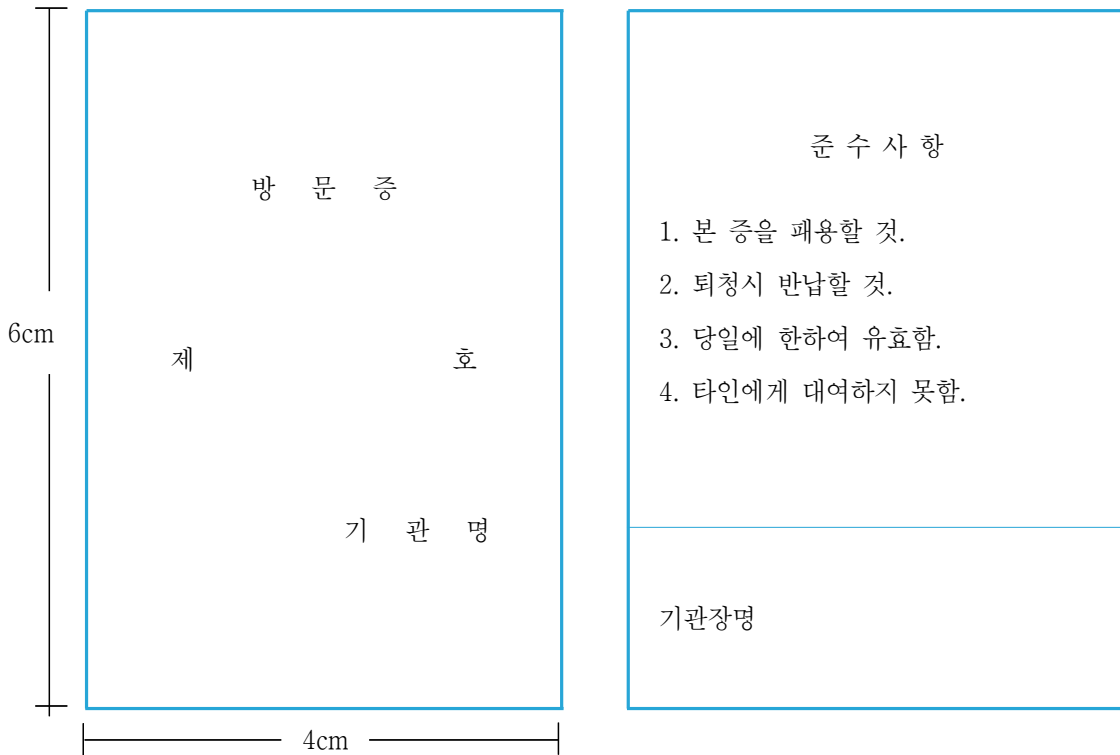 방 문 증
제 호
기 관 명
6cm
4cm
준 수 사 항
1. 본 증을 패용할 것.
2. 퇴청시 반납할 것.
3. 당일에 한하여 유효함.
4. 타인에게 대여하지 못함.
기관장명